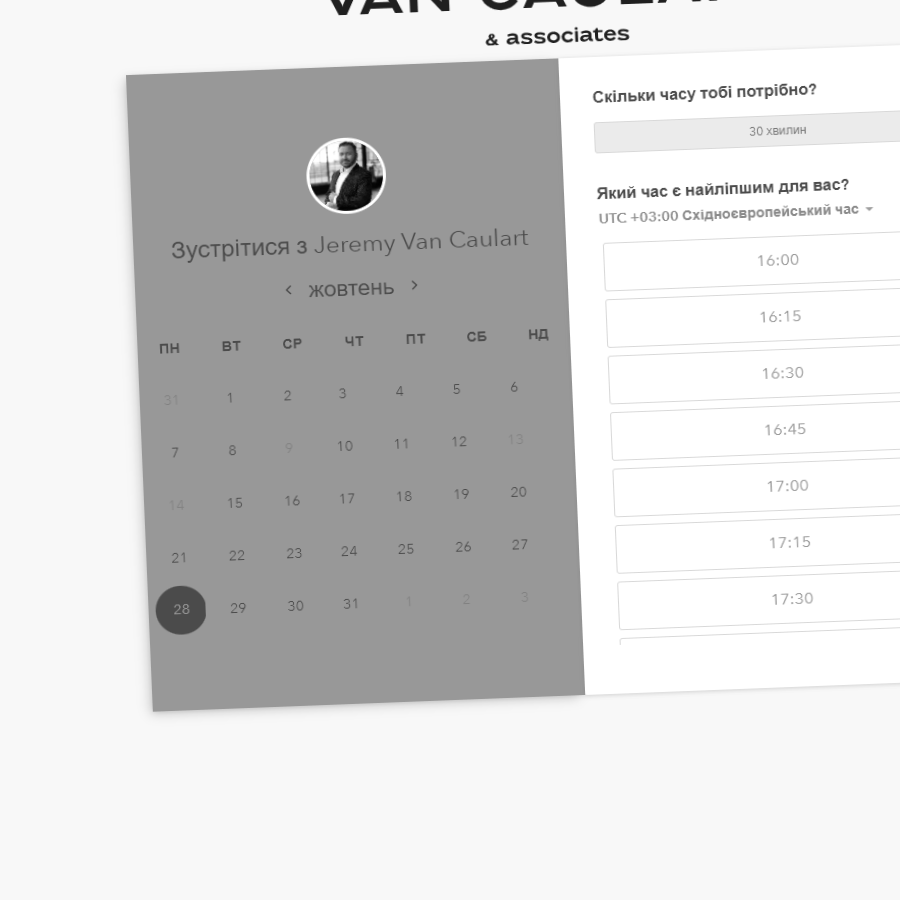 & associates
Зустрітися з Jeremy Van Caulart
жовтень
ПН ВТ СР ЧТ ПТ СБ НД
31 1 2 3 4 5 6
7 8 9 10 11 12 13
14 15 16 17 18 19 20
21 22 23 24 25 26 27
28 29 30 31 1 2 3
Скільки часу тобі потрібно?
30 хвилин
Який час є найліпшим для вас?
UTC +03:00 Східноєвропейський час
16:00
16:15
16:30
16:45
17:00
17:15
17:30